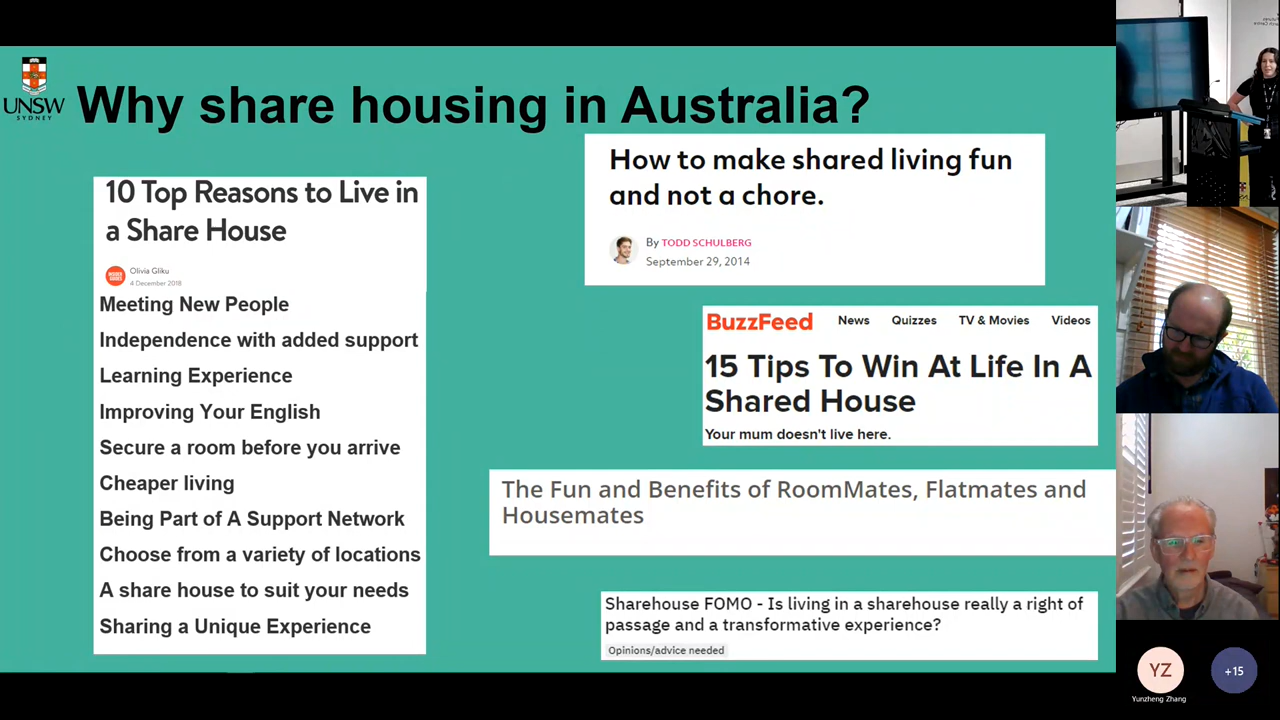 UNSW
SYDNEY
Why share housing in Australia?
10 Top Reasons to Live in
a Share House
Olivia Gliku
4 December 2018
Meeting New People
Independence with added support
Learning Experience
Improving Your English
Secure a room before you arrive
Cheaper living
Being Part of A Support Network
Choose from a variety of locations
A share house to suit your needs
Sharing a Unique Experience
How to make shared living fun
and not a chore.
By TODD SCHULBERG
September 29, 2014
BuzzFeed News Quizzes TV & Movies Videos
15 Tips To Win At Life In A
Shared House
Your mum doesn't live here.
The Fun and Benefits of RoomMates, Flatmates and
Housemates
Sharehouse FOMO - Is living in a sharehouse really a right of
passage and a transformative experience?
Opinions/advice needed
YZ
Yunzheng Zhang
+15